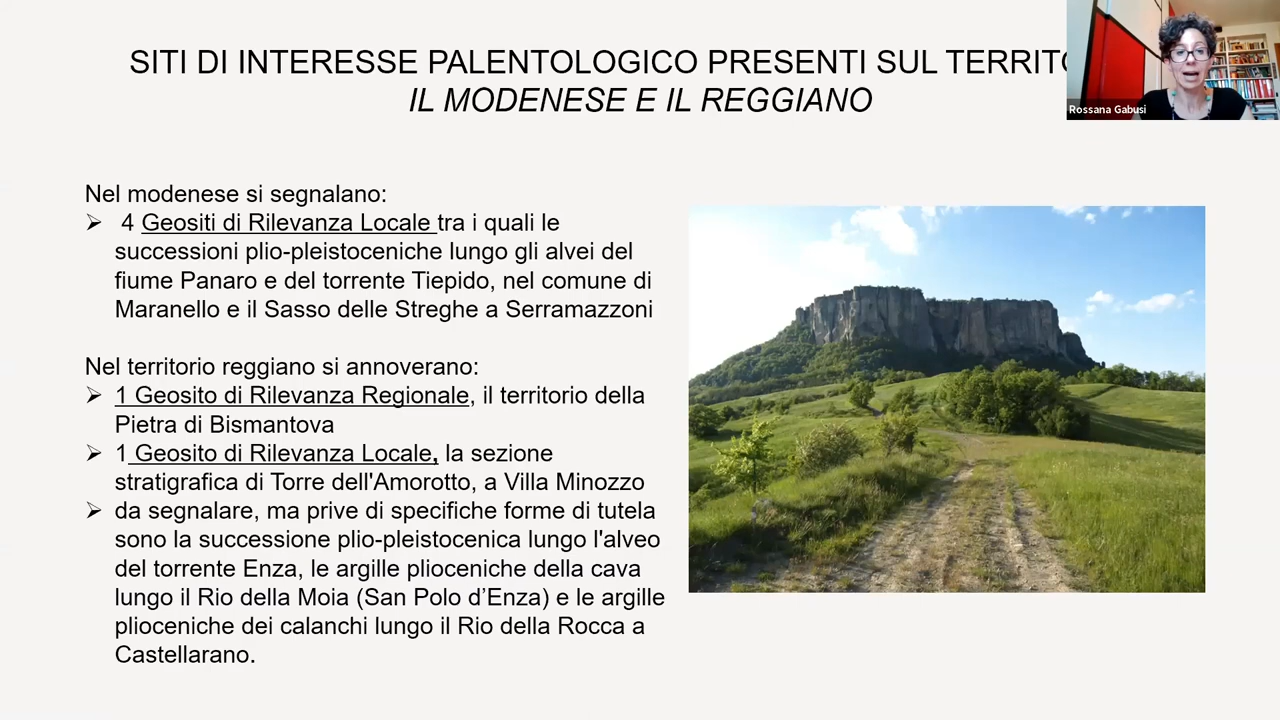 SITI DI INTERESSE PALENTOLOGICO PRESENTI SUL
IL MODENESE E IL REGGIANO
Rossana Gabusi
Nel modenese si segnalano:
➢ 4 Geositi di Rilevanza Locale tra i quali le
successioni plio-pleistoceniche lungo gli alvei del
fiume Panaro e del torrente Tiepido, nel comune di
Maranello e il Sasso delle Streghe a Serramazzoni
Nel territorio reggiano si annoverano:
➢ 1 Geosito di Rilevanza Regionale, il territorio della
Pietra di Bismantova
➢ 1 Geosito di Rilevanza Locale, la sezione
stratigrafica di Torre dell'Amorotto, a Villa Minozzo
➢ da segnalare, ma prive di specifiche forme di tutela
sono la successione plio-pleistocenica lungo l'alveo
del torrente Enza, le argille plioceniche della cava
lungo il Rio della Moia (San Polo d’Enza) e le argille
plioceniche dei calanchi lungo il Rio della Rocca a
Castellarano.